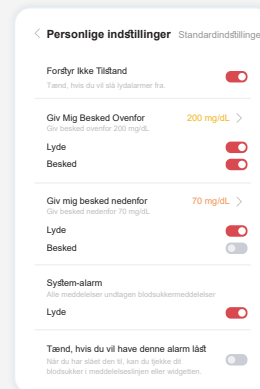 Personlige indstillinger Standardindstillinge
Forstyr Ikke Tilstand
Tænd, hvis du vil slå lydalarmer fra.
Giv Mig Besked Ovenfor 200 mg/dL
Giv besked ovenfor 200 mg/dL
Lyde
Besked
Giv mig besked nedenfor 70 mg/dL
Giv besked nedenfor 70 mg/dL
Lyde
Besked
System-alarm
Alle meddelelser undtagen blodsukkermeddelelser
Lyde
Tænd, hvis du vil have denne alarm låst
Når du har slået den til, kan du tjekke dit
blodsukker i meddelelseslinjen eller widgetten.